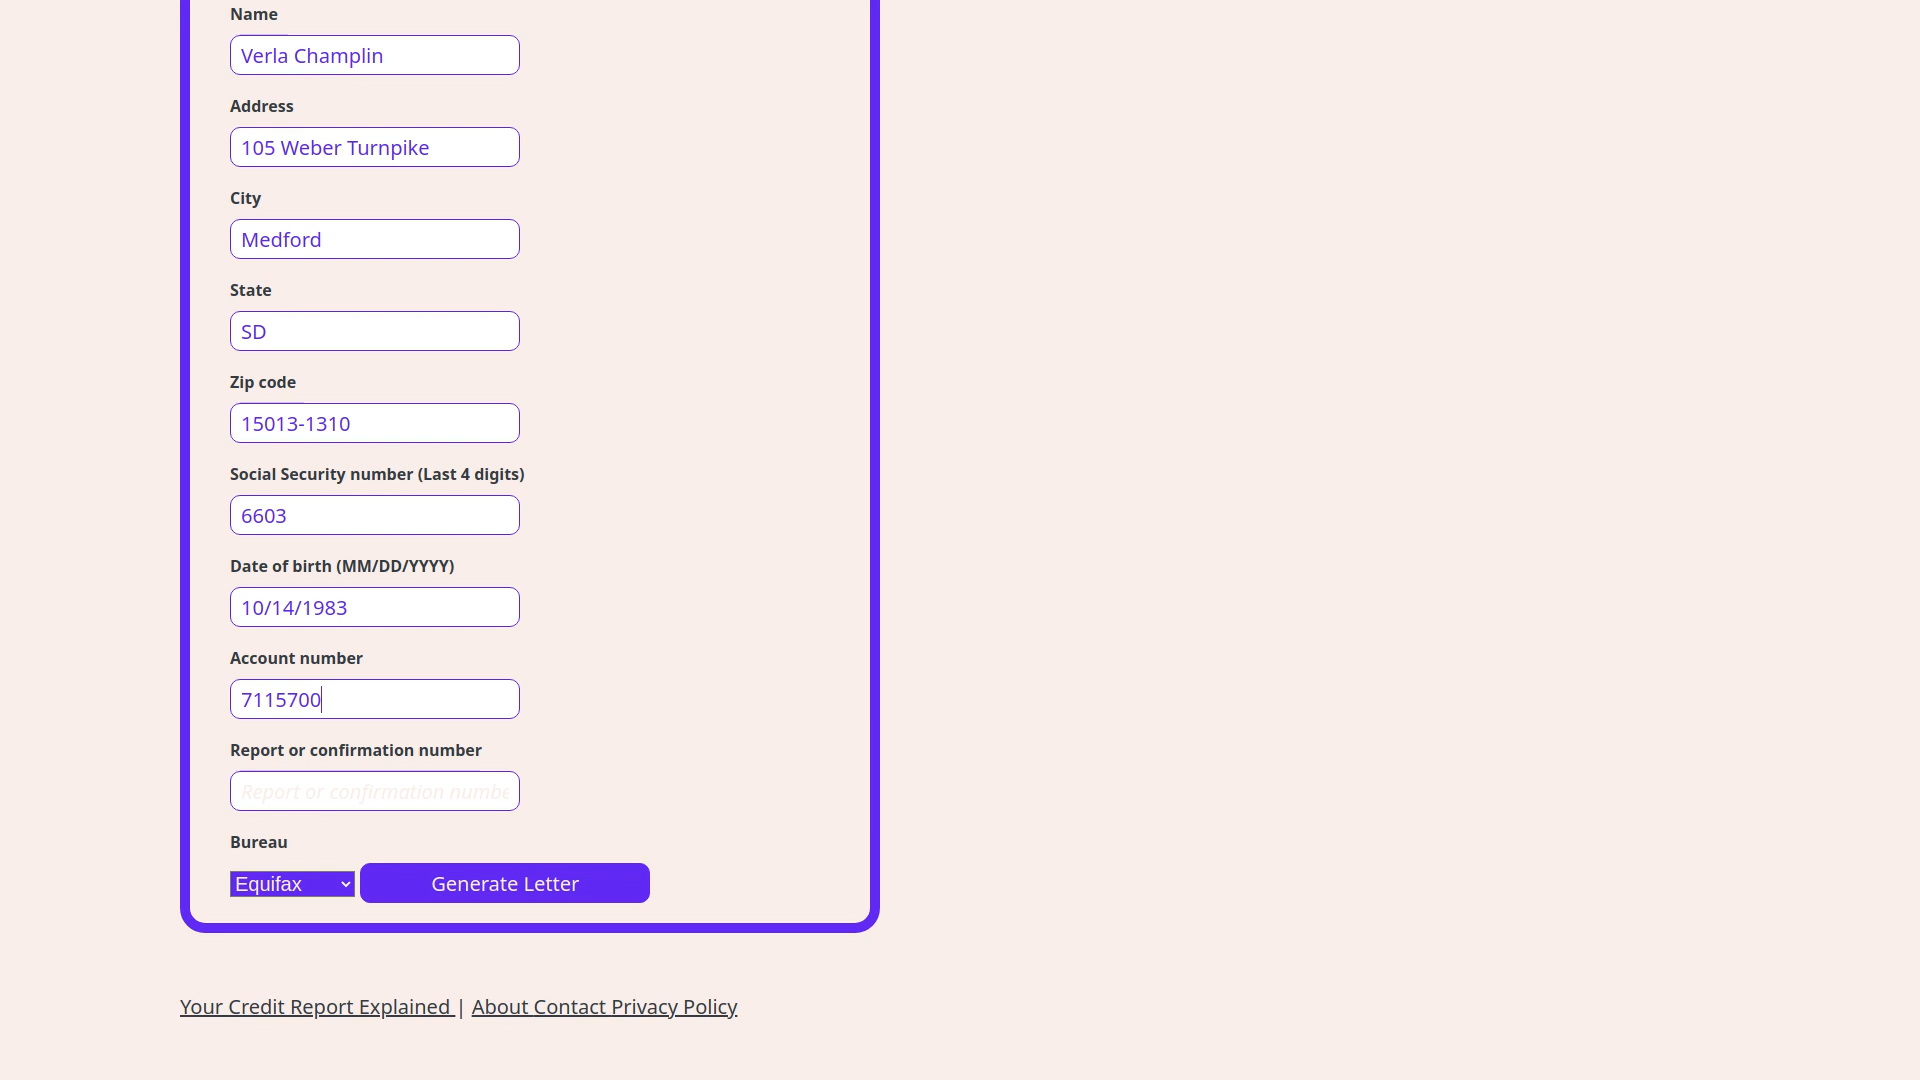 Name
Verla Champlin
Address
105 Weber Turnpike
City
Medford
State
SD
Zip code
15013-1310
Social Security number (Last 4 digits)
6603
Date of birth (MM/DD/YYYY)
10/14/1983
Account number
7115700
Report or confirmation number
Report or confirmation numbe
Bureau
Equifax Generate Letter
Your Credit Report Explained | About Contact Privacy Policy